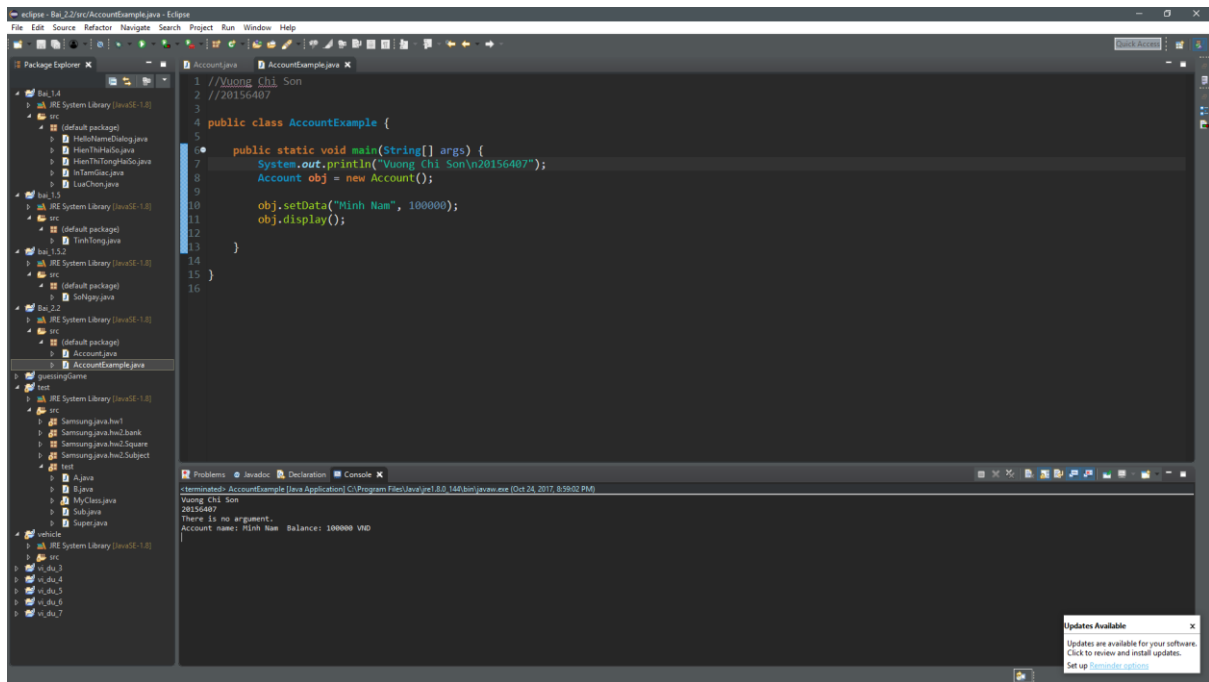 eclipse - Bai_2.2/src/AccountExample.java - Eclipse
File Edit Source Refactor Navigate Search Project Run Window Help
Quick Access
Package Explorer
Bai_1.4
JRE System Library [JavaSE-1.8]
src
(default package)
HelloNameDialog.java
HienThiHaiSo.java
HienThiTongHaiSo.java
InTamGiac.java
LuaChon.java
bai_1.5
JRE System Library [JavaSE-1.8]
src
(default package)
TinhTong.java
bai_1.5.2
JRE System Library [JavaSE-1.8]
src
(default package)
SoNgay.java
Bai_2.2
JRE System Library [JavaSE-1.8]
src
(default package)
Account.java
AccountExample.java
guessingGame
test
JRE System Library [JavaSE-1.8]
src
Samsung.java.hw1
Samsung.java.hw2.bank
Samsung.java.hw2.Square
Samsung.java.hw2.Subject
test
A.java
B.java
MyClass.java
Sub.java
Super.java
vehicle
JRE System Library [JavaSE-1.8]
src
vi_du_3
vi_du_4
vi_du_5
vi_du_6
vi_du_7
Account.java AccountExample.java
1 //Vuong Chi Son
2 //20156407
3
4 public class AccountExample {
5
6 public static void main(String[] args) {
7 System.out.println("Vuong Chi Son\n20156407");
8 Account obj = new Account();
9
10 obj.setData("Minh Nam", 100000);
11 obj.display();
12
13 }
14
15 }
16
Problems Javadoc Declaration Console
<terminated> AccountExample [Java Application] C:\Program Files\Java\jre1.8.0_144\bin\javaw.exe (Oct 24, 2017, 8:59:02 PM)
Vuong Chi Son
20156407
There is no argument.
Account name: Minh Nam Balance: 100000 VND
Updates Available x
Updates are available for your software.
Click to review and install updates.
Set up Reminder options